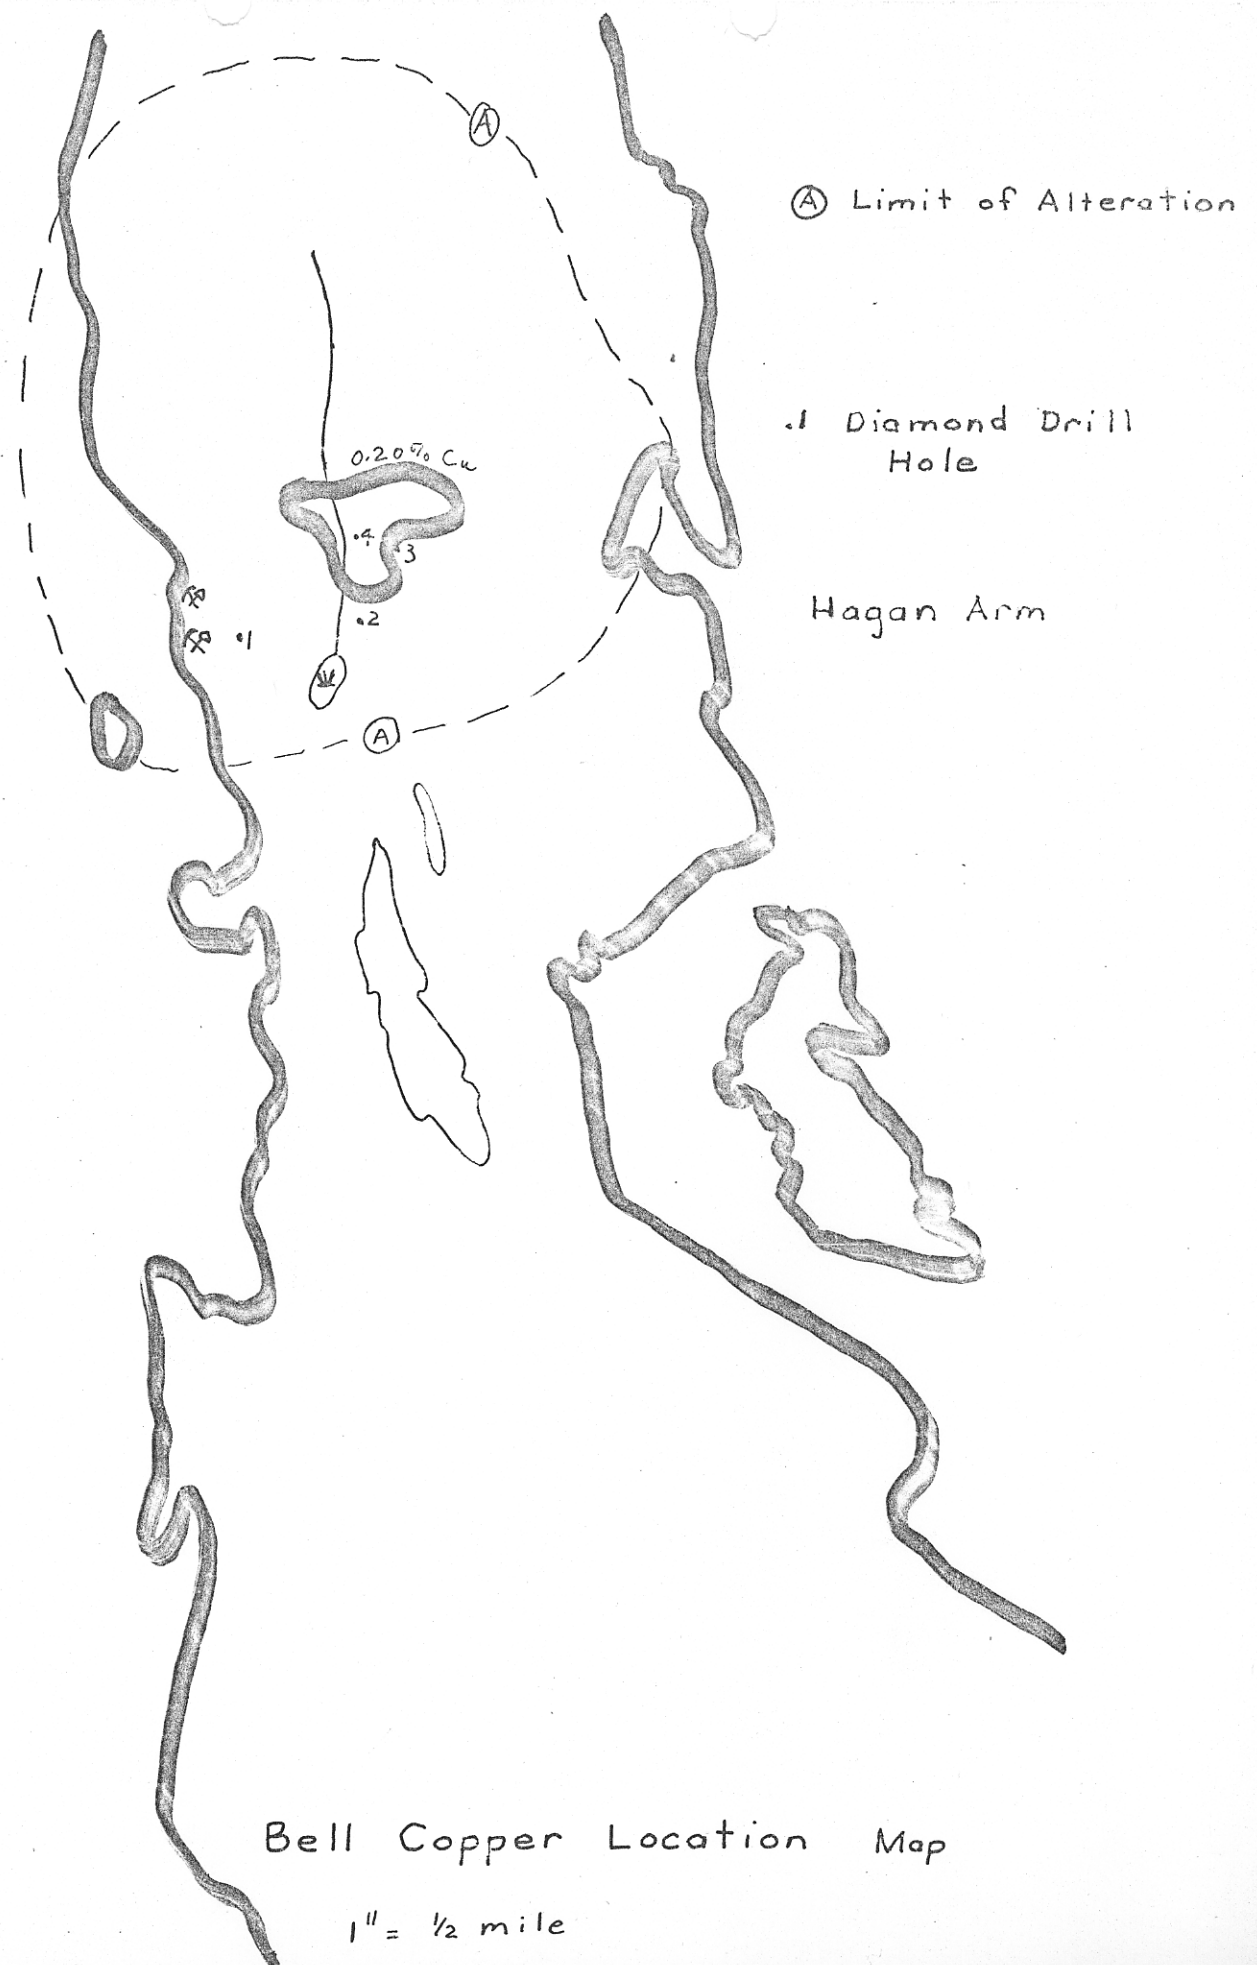 A
Ⓐ Limit of Alteration
.1 Diamond Drill
Hole
0.20% Cu
.4
.3
Hagan Arm
.2
.1
A
Bell Copper Location Map
1" = ½ mile